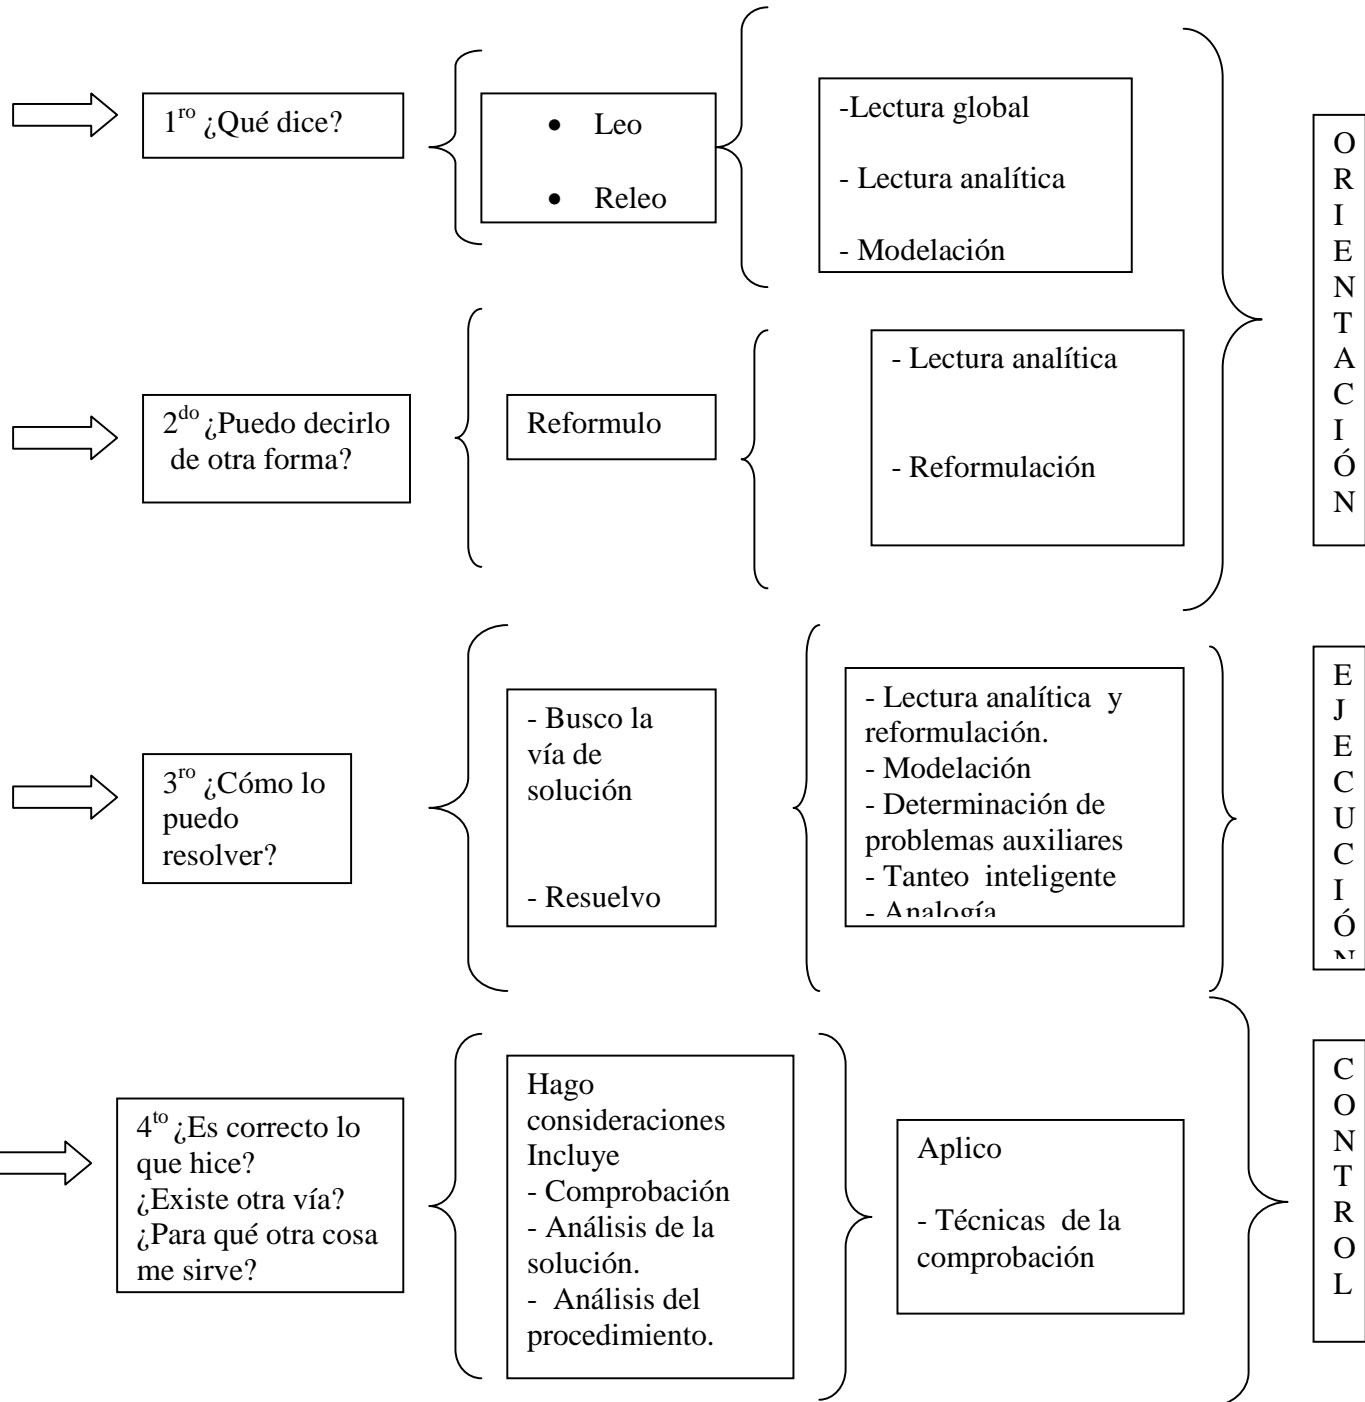 1ro ¿Qué dice?
• Leo
• Releo
-Lectura global
- Lectura analítica
- Modelación
2do ¿Puedo decirlo
de otra forma?
Reformulo
- Lectura analítica
- Reformulación
O
R
I
E
N
T
A
C
I
Ó
N
3ro ¿Cómo lo
puedo
resolver?
- Busco la
vía de
solución
- Resuelvo
- Lectura analítica y
reformulación.
- Modelación
- Determinación de
problemas auxiliares
- Tanteo inteligente
- Analogía
E
J
E
C
U
C
I
Ó
N
4to ¿Es correcto lo
que hice?
¿Existe otra vía?
¿Para qué otra cosa
me sirve?
Hago
consideraciones
Incluye
- Comprobación
- Análisis de la
solución.
- Análisis del
procedimiento.
Aplico
- Técnicas de la
comprobación
C
O
N
T
R
O
L